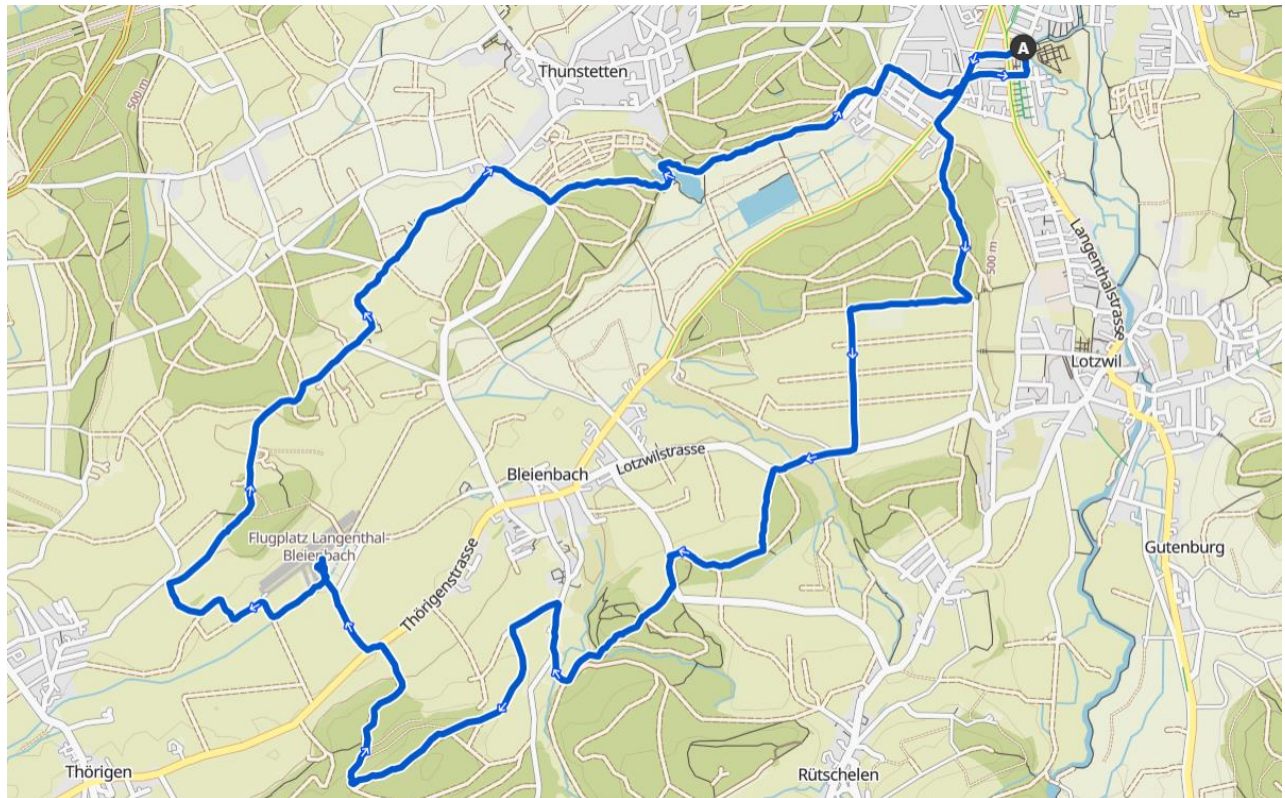 A
500 m
Thunstetten
Langenthalstrasse
500 m
Lotzwil
Bleienbach
Lotzwilstrasse
Flugplatz Langenthal-
Bleienbach
Gutenburg
Thörigenstrasse
Thörigen
Rütschelen